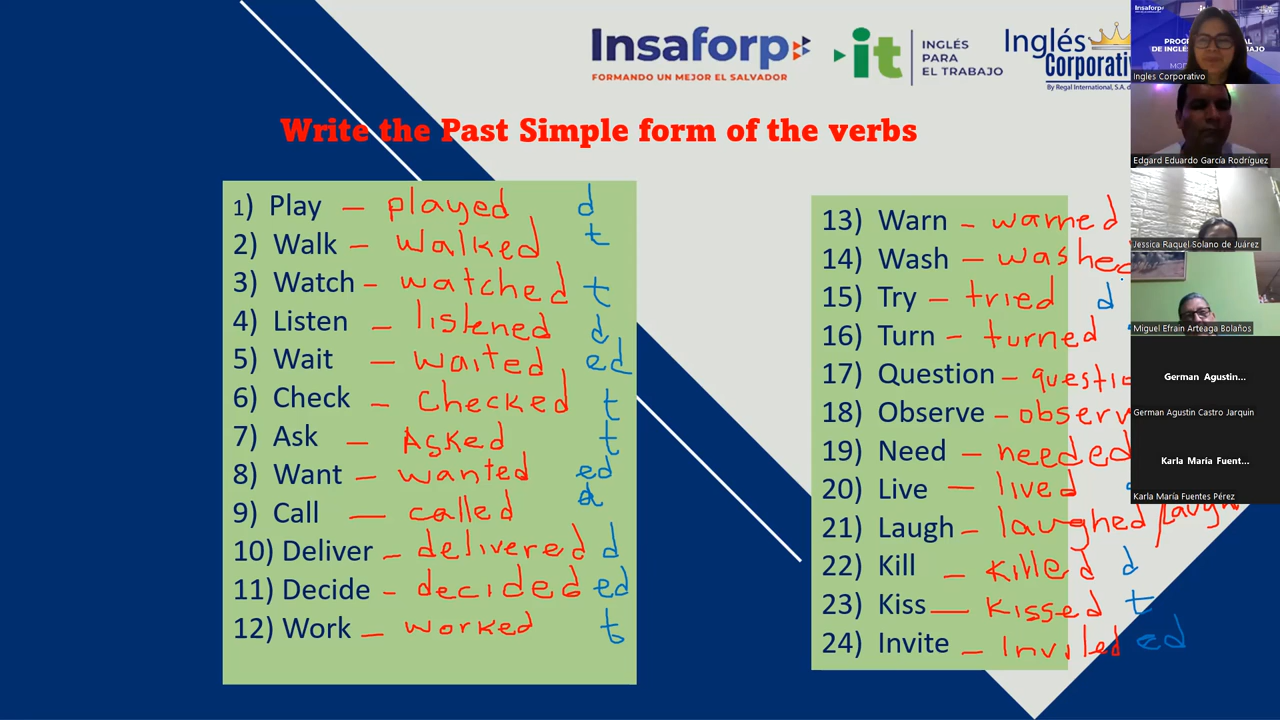 Insaforp
FORMANDO UN MEJOR EL SALVADOR
it
INGLÉS
PARA
EL TRABAJO
Inglés
Corporativ
By Regal International, S.A. d
Write the Past Simple form of the verbs
1) Play – played d
2) Walk – walked t
3) Watch – watched t
4) Listen – listened d
5) Wait – waited ed
6) Check – checked t
7) Ask – Asked t
8) Want – wanted ed
9) Call – called d
10) Deliver – delivered d
11) Decide – decided ed
12) Work – worked t
13) Warn – warned
14) Wash – washed
15) Try – tried d
16) Turn – turned
17) Question – questio
18) Observe – observ
19) Need – needed
20) Live – lived
21) Laugh – laughed /
22) Kill – killed d
23) Kiss – kissed t
24) Invite – Invited ed
Insaforp
Ingles Corporativo
Edgard Eduardo García Rodríguez
Jessica Raquel Solano de Juárez
Miguel Efrain Arteaga Bolaños
German Agustin...
German Agustin Castro Jarquin
Karla María Fuent...
Karla María Fuentes Pérez